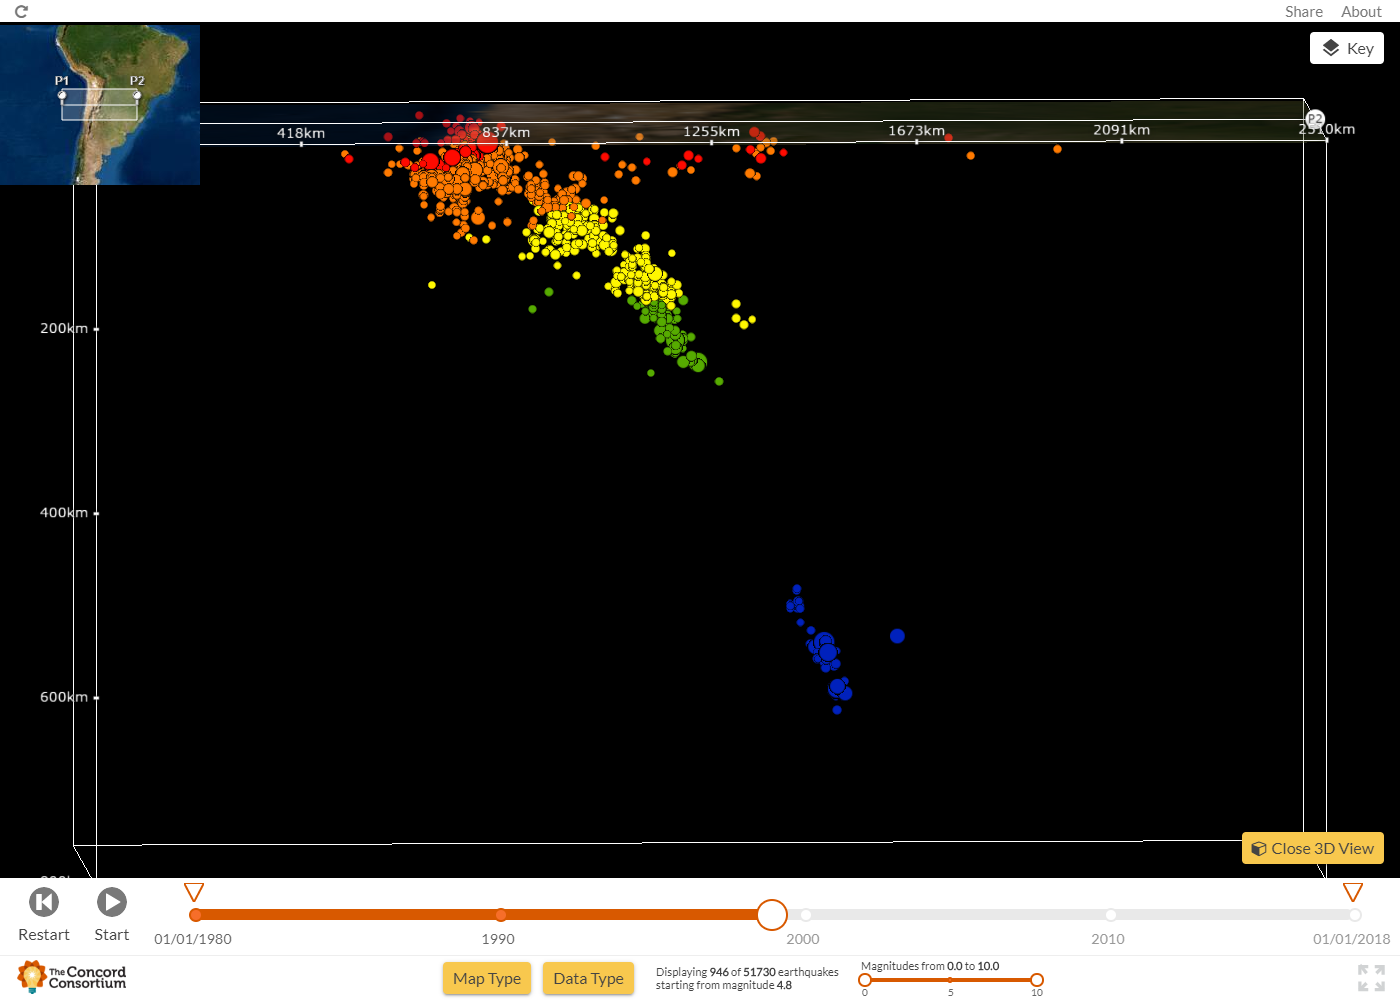 Share About
Key
P1 P2
P2
418km 837km 1255km 1673km 2091km 2510km
200km
400km
600km
Close 3D View
Restart Start
01/01/1980 1990 2000 2010 01/01/2018
The Concord
Consortium
Map Type Data Type
Displaying 946 of 51730 earthquakes
starting from magnitude 4.8
Magnitudes from 0.0 to 10.0
0 5 10